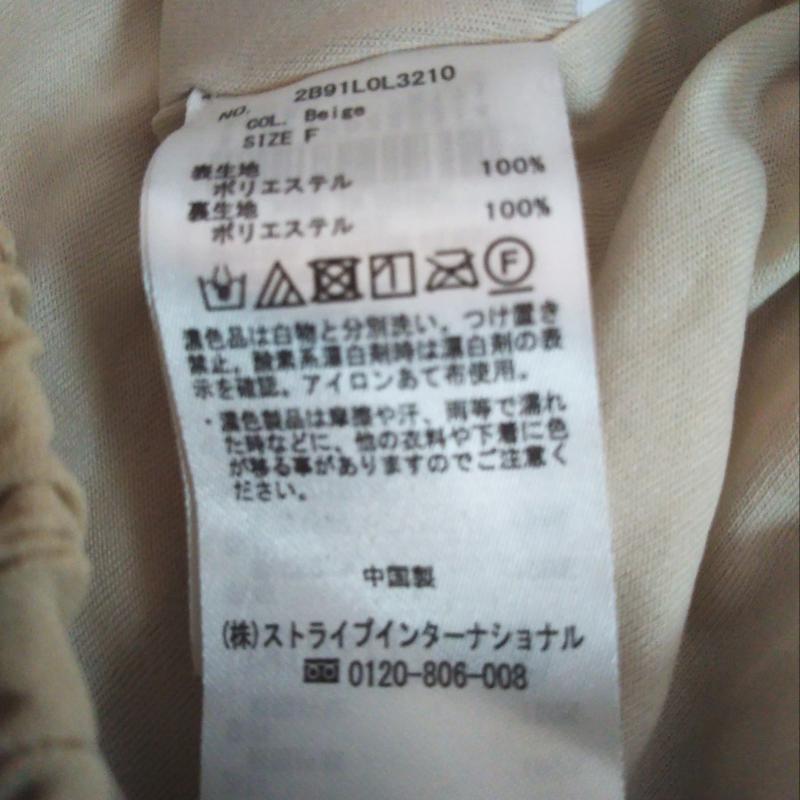 NO. 2B91L0L3210
COL. Beige
SIZE F
表生地
ポリエステル 100%
裏生地
ポリエステル 100%
F
濃色品は白物と分別洗い。つけ置き
禁止。酸素系漂白剤時は漂白剤の表
示を確認。アイロンあて布使用。
・濃色製品は摩擦や汗、雨等で濡れ
た時などに、他の衣料や下着に色
が移る事がありますのでご注意く
ださい。
中国製
(株)ストライプインターナショナル
0120-806-008